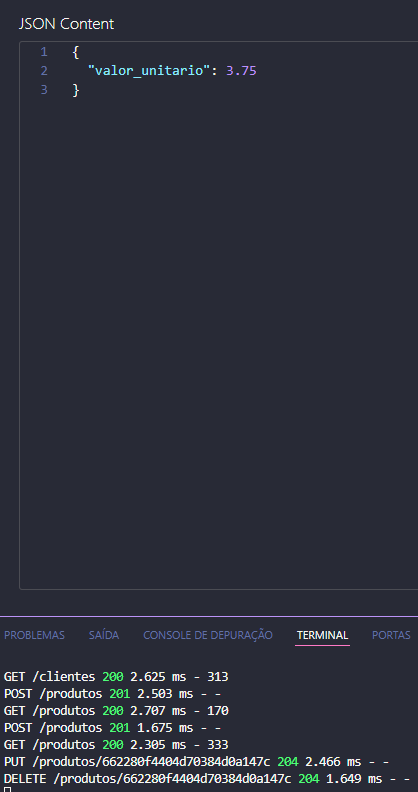 JSON Content
1 {
2 "valor_unitario": 3.75
3 }
PROBLEMAS SAÍDA CONSOLE DE DEPURAÇÃO TERMINAL PORTAS
GET /clientes 200 2.625 ms - 313
POST /produtos 201 2.503 ms - -
GET /produtos 200 2.707 ms - 170
POST /produtos 201 1.675 ms - -
GET /produtos 200 2.305 ms - 333
PUT /produtos/662280f4404d70384d0a147c 204 2.466 ms - -
DELETE /produtos/662280f4404d70384d0a147c 204 1.649 ms - -